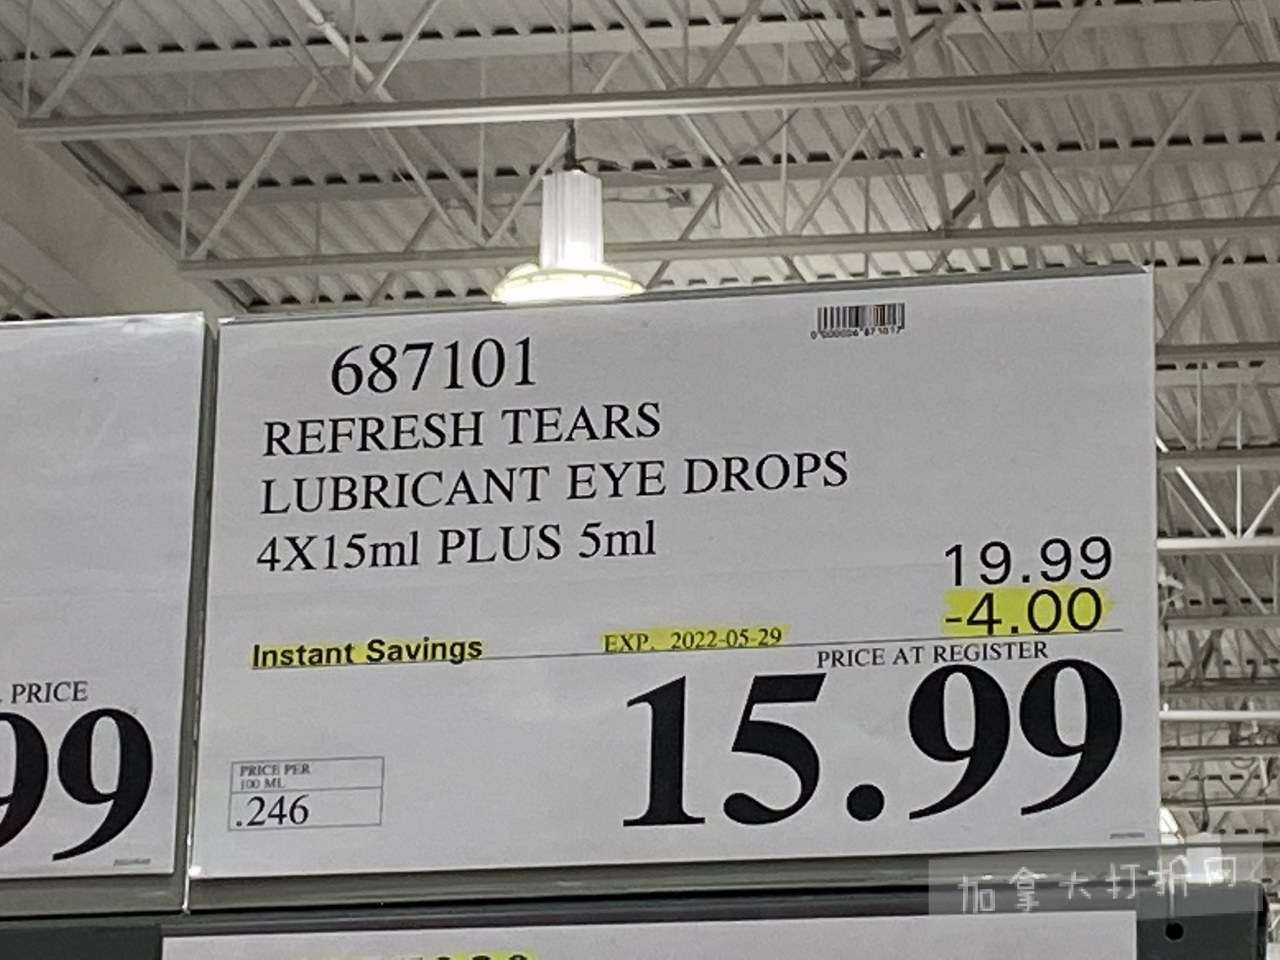 687101
REFRESH TEARS
LUBRICANT EYE DROPS
4X15ml PLUS 5ml
19.99
-4.00
Instant Savings
EXP. 2022-05-29
PRICE AT REGISTER
15.99
PRICE PER
100 ML
.246
PRICE
99
加拿大打折网